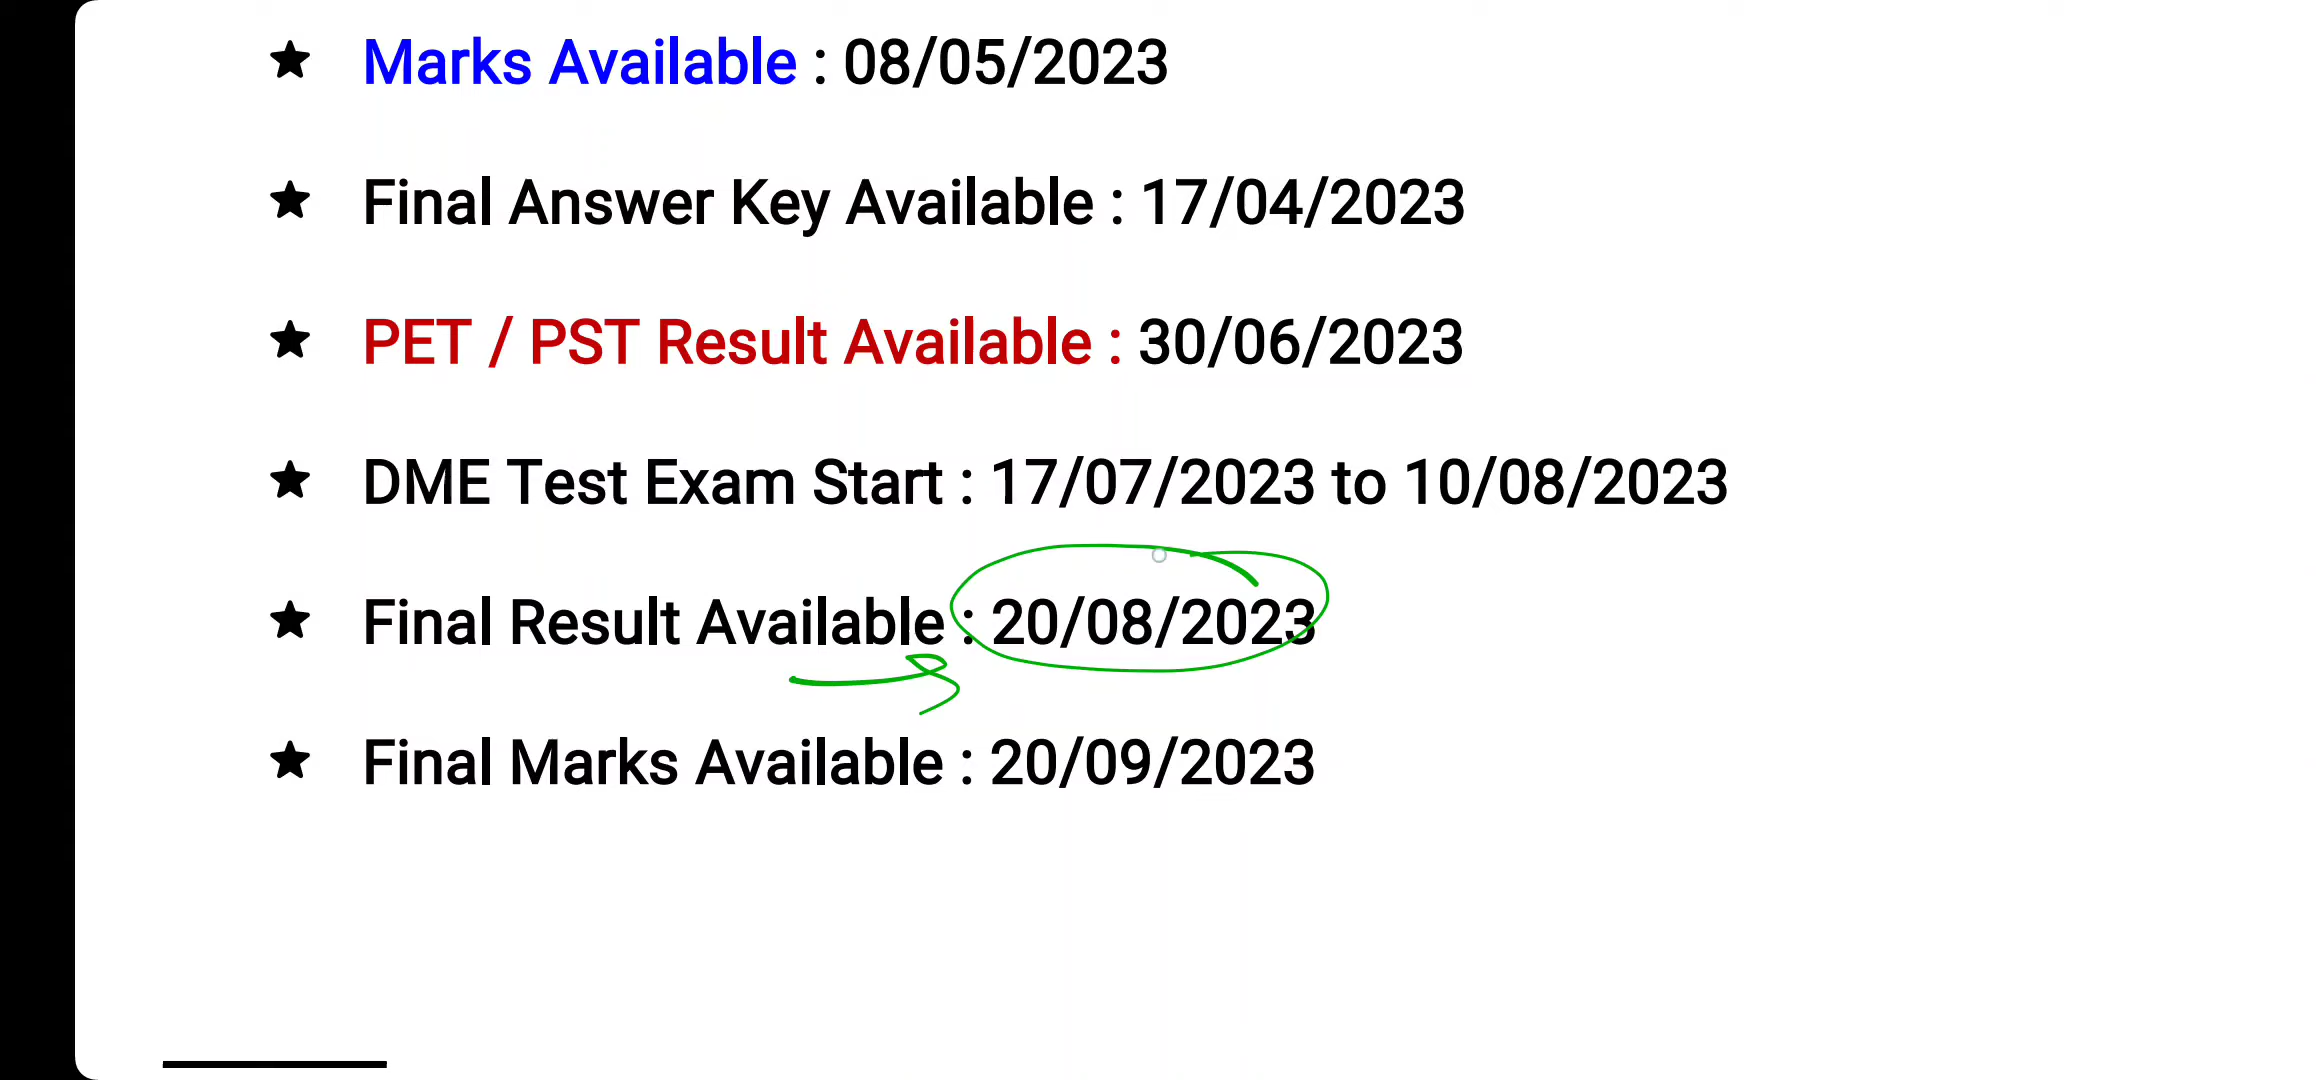 ★ Marks Available : 08/05/2023
★ Final Answer Key Available : 17/04/2023
★ PET / PST Result Available : 30/06/2023
★ DME Test Exam Start : 17/07/2023 to 10/08/2023
★ Final Result Available : 20/08/2023
★ Final Marks Available : 20/09/2023